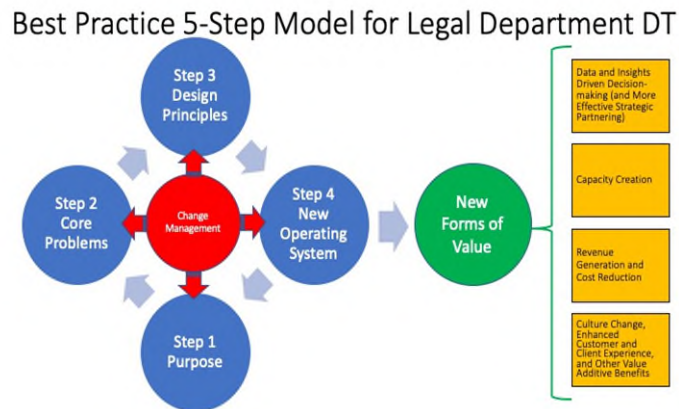 Best Practice 5-Step Model for Legal Department DT
Step 3
Design
Principles
Step 2
Core
Problems
Change
Management
Step 4
New
Operating
System
Step 1
Purpose
New
Forms of
Value
Data and Insights
Driven Decision-
making (and More
Effective Strategic
Partnering)
Capacity Creation
Revenue
Generation and
Cost Reduction
Culture Change,
Enhanced
Customer and
Client Experience,
and Other Value
Additive Benefits